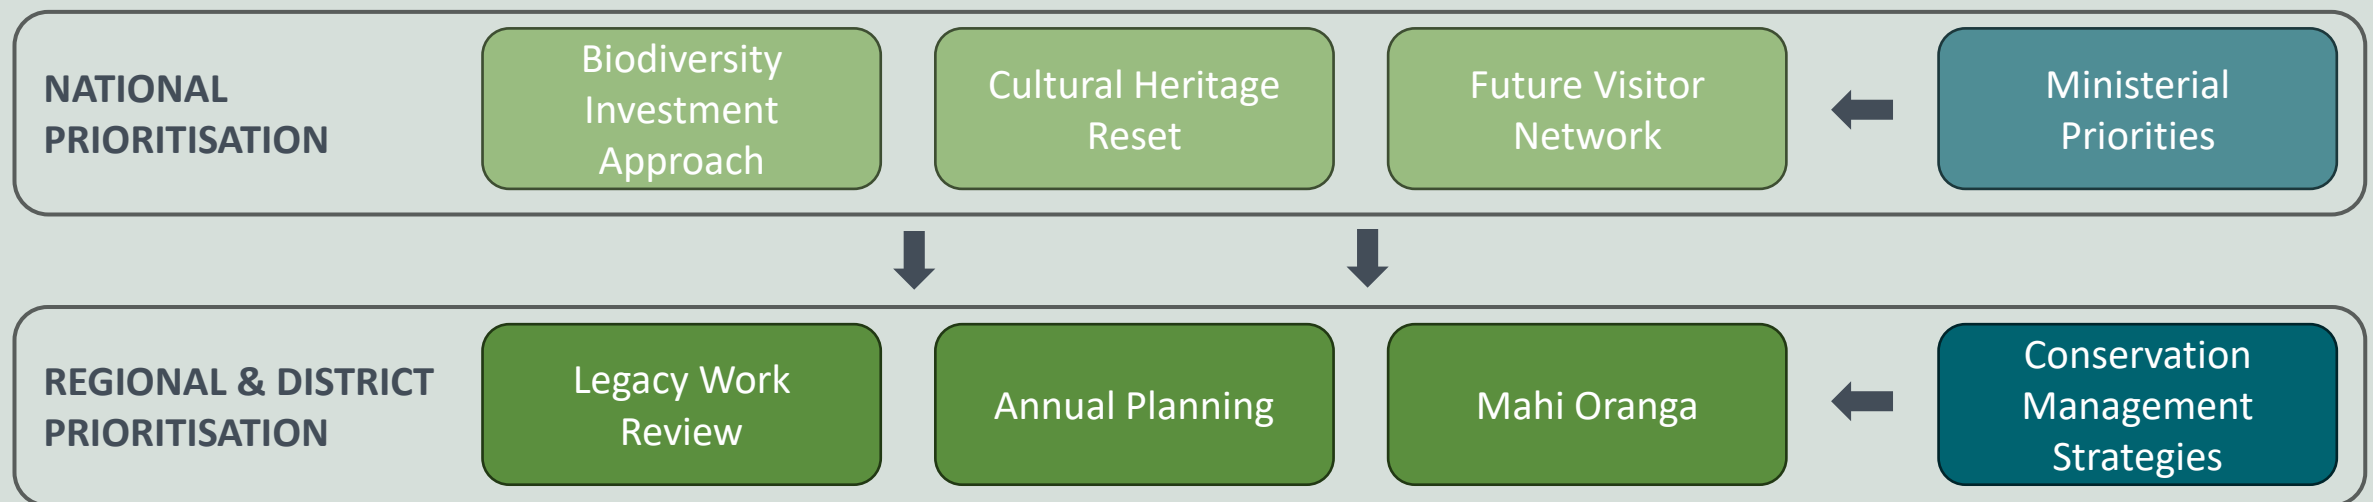 NATIONAL
PRIORITISATION
Biodiversity
Investment
Approach
Cultural Heritage
Reset
Future Visitor
Network
Ministerial
Priorities
REGIONAL & DISTRICT
PRIORITISATION
Legacy Work
Review
Annual Planning
Mahi Oranga
Conservation
Management
Strategies